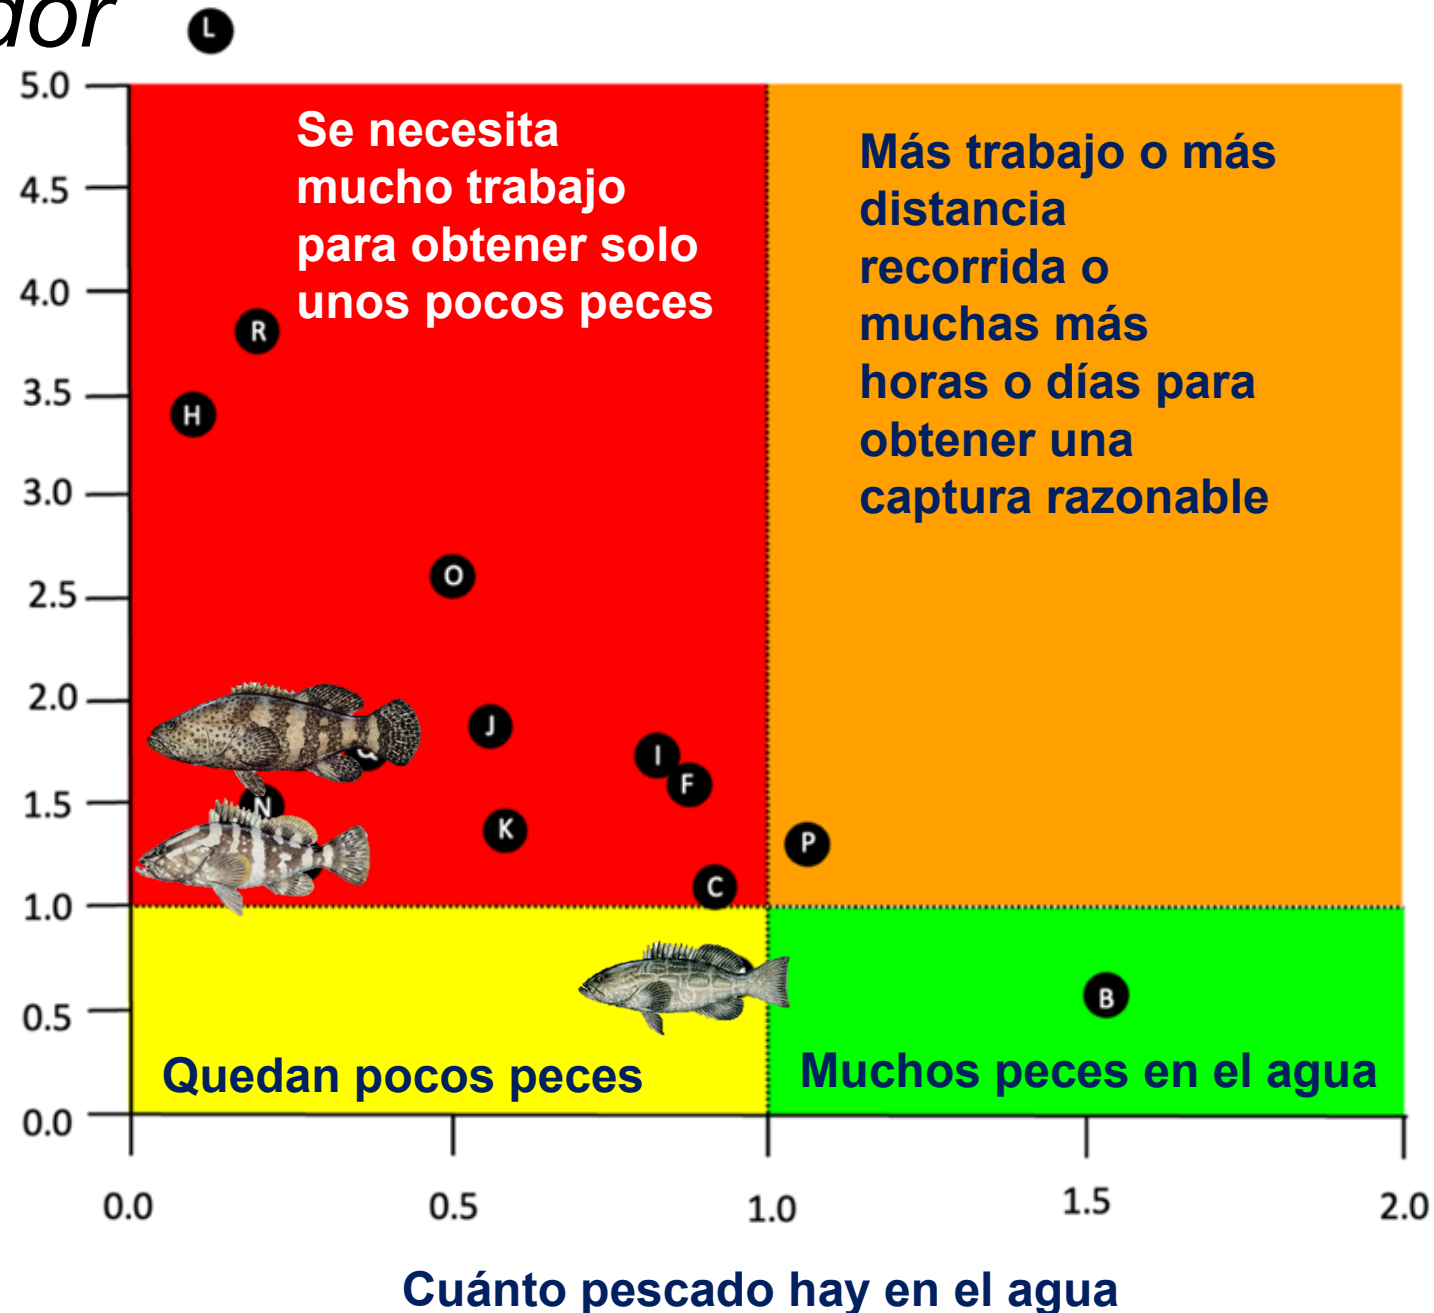 L
5.0
Se necesita
mucho trabajo
para obtener solo
unos pocos peces
Más trabajo o más
distancia
recorrida o
muchas más
horas o días para
obtener una
captura razonable
4.5
4.0
R
3.5
H
3.0
O
2.5
2.0
J
I
F
1.5
N
K
P
C
1.0
B
0.5
Quedan pocos peces
Muchos peces en el agua
0.0
0.0 0.5 1.0 1.5 2.0
Cuánto pescado hay en el agua